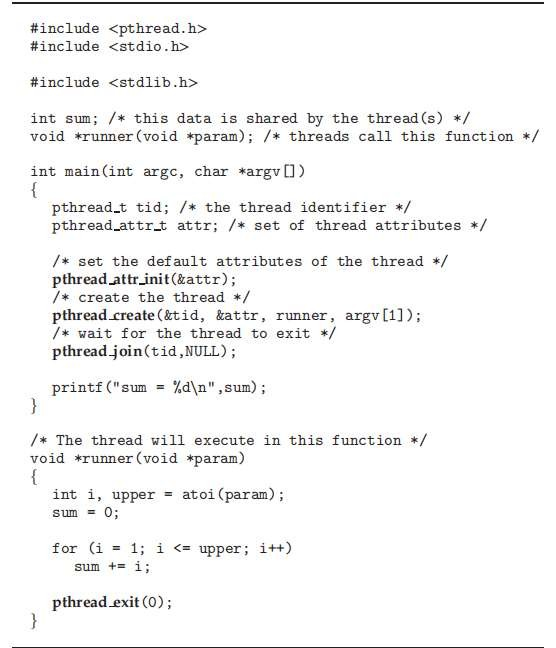 #include <pthread.h>
#include <stdio.h>
#include <stdlib.h>
int sum; /* this data is shared by the thread(s) */
void *runner(void *param); /* threads call this function */
int main(int argc, char *argv[])
{
pthread_t tid; /* the thread identifier */
pthread_attr_t attr; /* set of thread attributes */
/* set the default attributes of the thread */
pthread_attr_init(&attr);
/* create the thread */
pthread_create(&tid, &attr, runner, argv[1]);
/* wait for the thread to exit */
pthread_join(tid,NULL);
printf("sum = %d\n",sum);
}
/* The thread will execute in this function */
void *runner(void *param)
{
int i, upper = atoi(param);
sum = 0;
for (i = 1; i <= upper; i++)
sum += i;
pthread_exit(0);
}